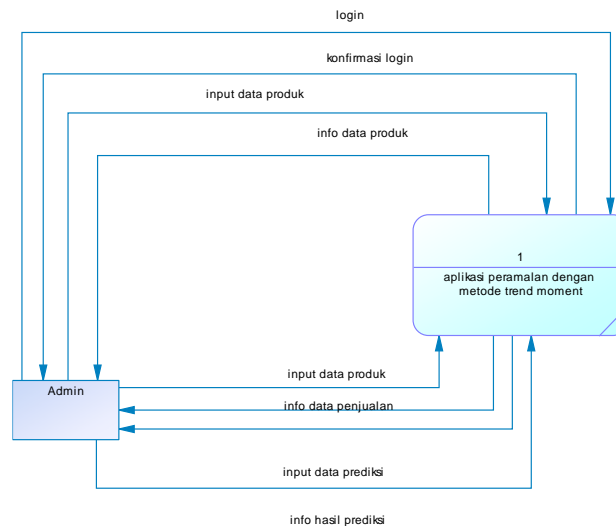 login
konfirmasi login
input data produk
info data produk
1
aplikasi peramalan dengan
metode trend moment
input data produk
Admin
info data penjualan
input data prediksi
info hasil prediksi